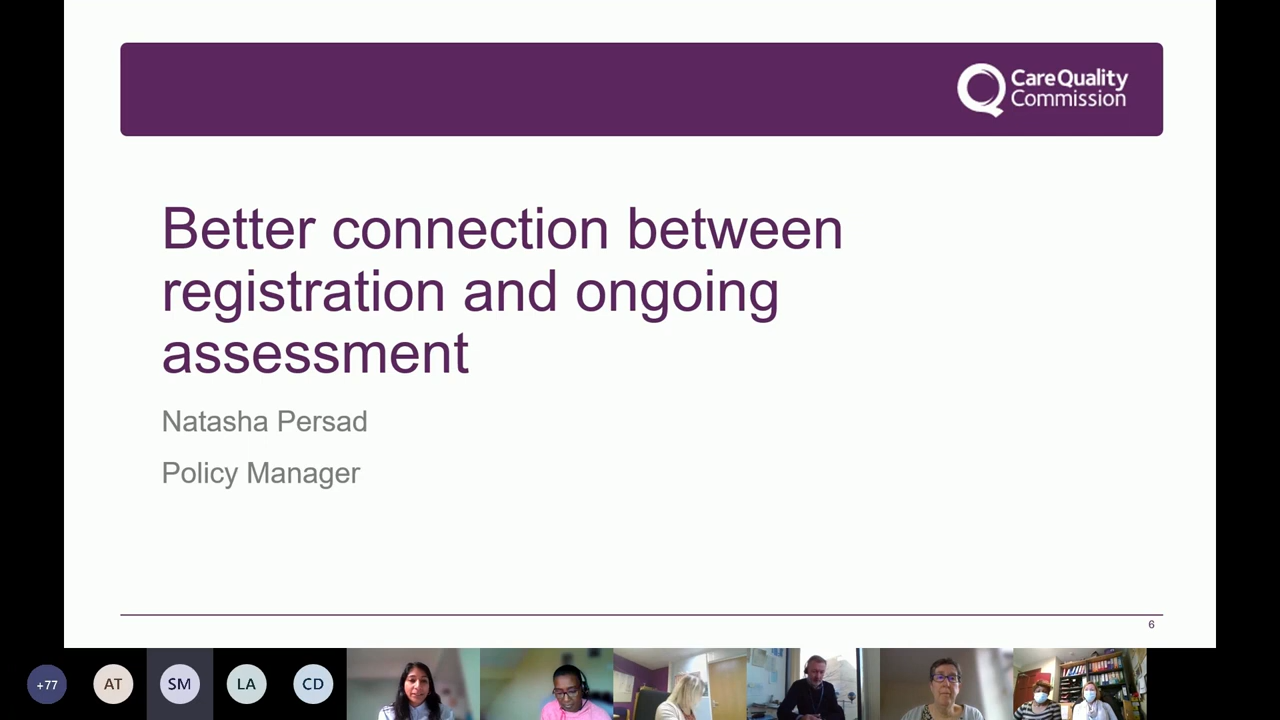 CareQuality
Commission
Better connection between
registration and ongoing
assessment
Natasha Persad
Policy Manager
6
+77
AT
SM
LA
CD